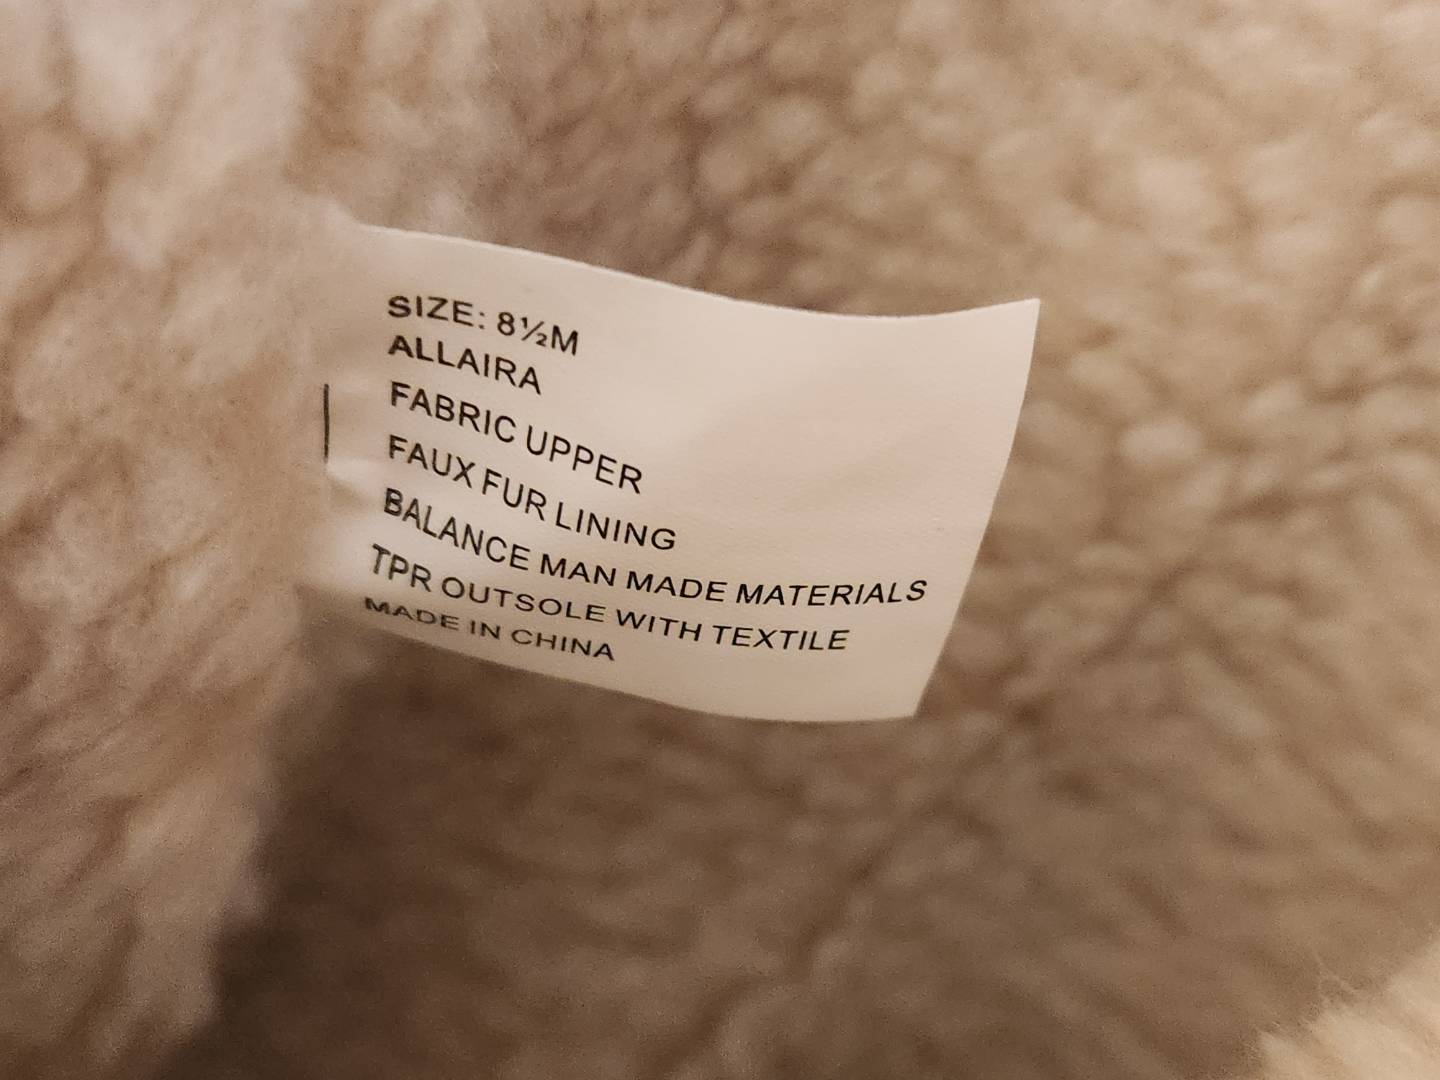 SIZE: 8½M
ALLAIRA
FABRIC UPPER
FAUX FUR LINING
BALANCE MAN MADE MATERIALS
TPR OUTSOLE WITH TEXTILE
MADE IN CHINA